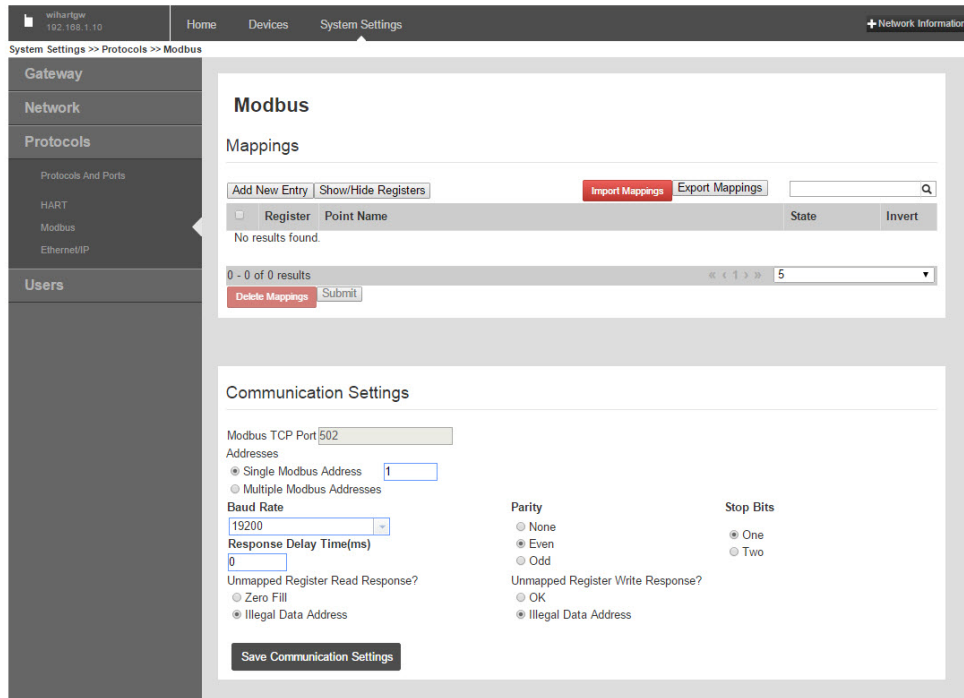 wihartgw
192.168.1.10
Home Devices System Settings
+ Network Information
System Settings >> Protocols >> Modbus
Gateway
Network
Protocols
Protocols And Ports
HART
Modbus
Ethernet/IP
Users
Modbus
Mappings
Add New Entry Show/Hide Registers Import Mappings Export Mappings
Register Point Name State Invert
No results found.
0 - 0 of 0 results « ‹ 1 › » 5
Delete Mappings Submit
Communication Settings
Modbus TCP Port 502
Addresses
Single Modbus Address 1
Multiple Modbus Addresses
Baud Rate Parity Stop Bits
19200 None One
Response Delay Time(ms) Even Two
0 Odd
Unmapped Register Read Response? Unmapped Register Write Response?
Zero Fill OK
Illegal Data Address Illegal Data Address
Save Communication Settings